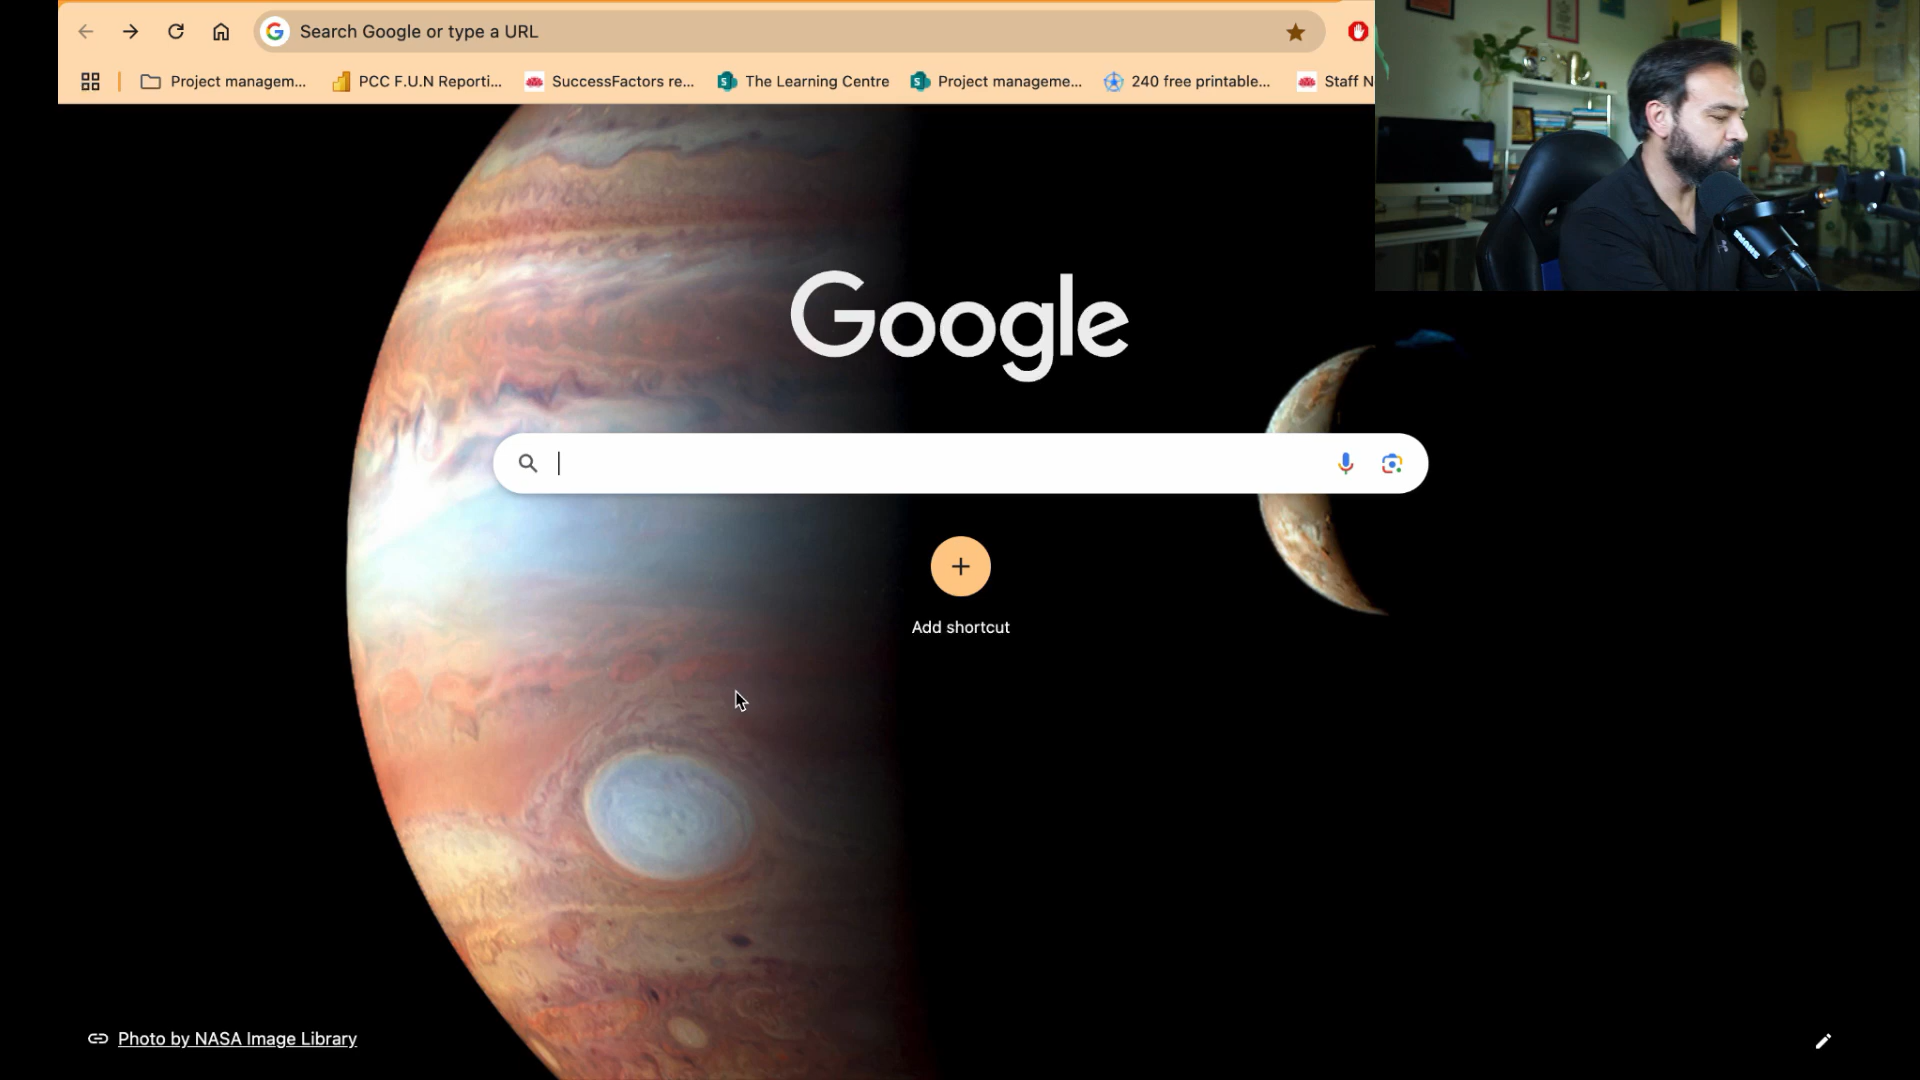 Search Google or type a URL
Project managem...
PCC F.U.N Reporti...
SuccessFactors re...
The Learning Centre
Project manageme...
240 free printable...
Staff N
Google
Add shortcut
Photo by NASA Image Library